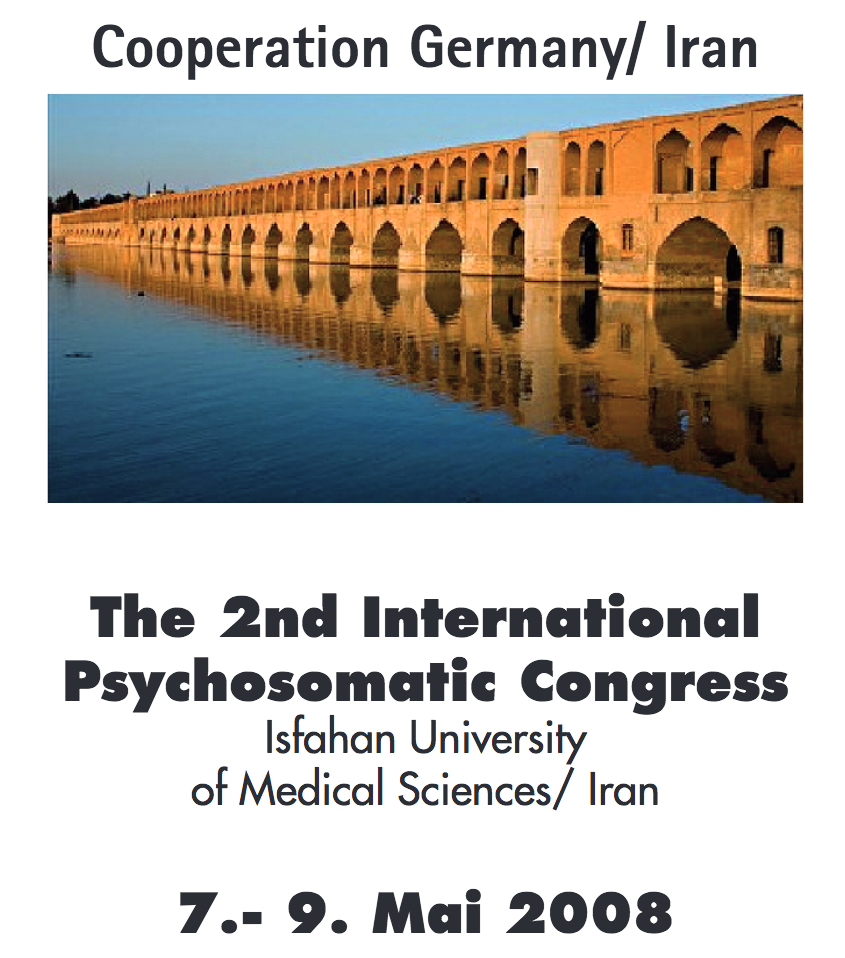 Cooperation Germany/ Iran
The 2nd International
Psychosomatic Congress
Isfahan University
of Medical Sciences/ Iran
7.- 9. Mai 2008